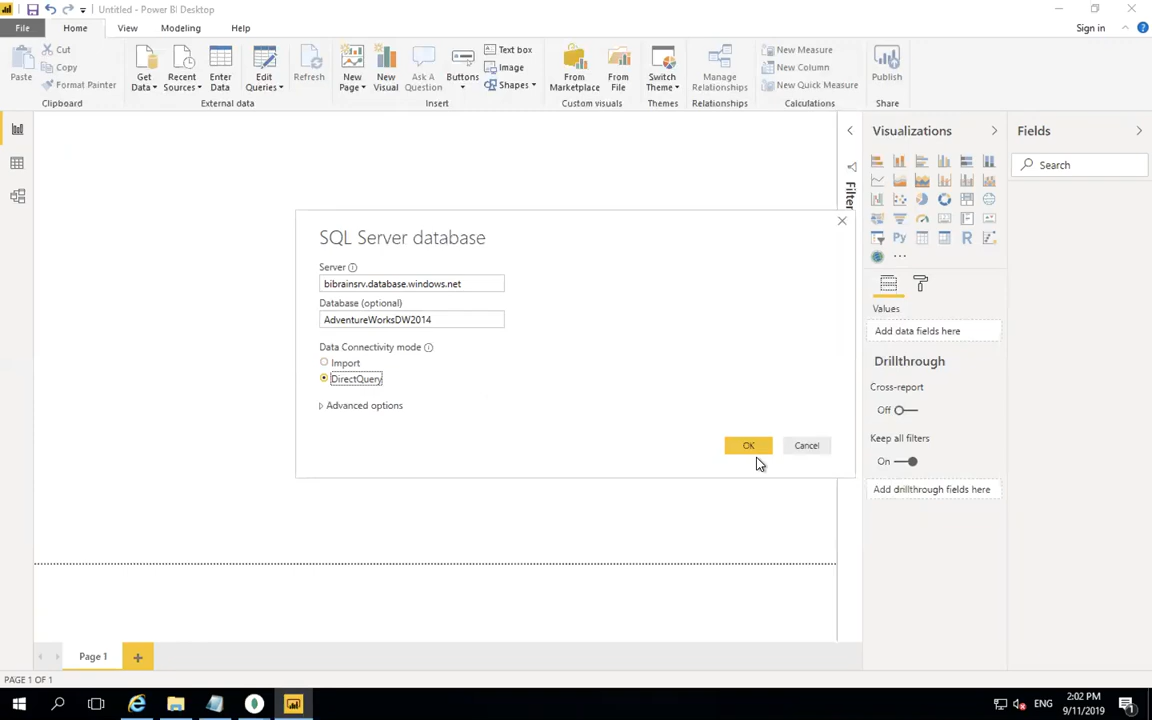 Untitled - Power BI Desktop
File
Home
View
Modeling
Help
Sign in
Paste
Cut
Copy
Format Painter
Clipboard
Get Data
Recent Sources
Enter Data
Edit Queries
Refresh
External data
New Page
New Visual
Ask A Question
Buttons
Text box
Image
Shapes
Insert
From Marketplace
From File
Custom visuals
Switch Theme
Themes
Manage Relationships
Relationships
New Measure
New Column
New Quick Measure
Calculations
Publish
Share
Filter
Visualizations
Py
R
Values
Add data fields here
Drillthrough
Cross-report
Off
Keep all filters
On
Add drillthrough fields here
Fields
Search
SQL Server database
Server
bibrainsrv.database.windows.net
Database (optional)
AdventureWorksDW2014
Data Connectivity mode
Import
DirectQuery
Advanced options
OK
Cancel
Page 1
PAGE 1 OF 1
ENG
2:02 PM
9/11/2019
1